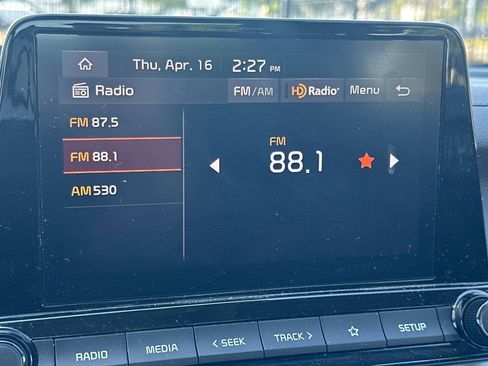 Thu, Apr. 16 2:27 PM
Radio FM/AM HD Radio Menu
FM 87.5
FM 88.1
AM 530
FM
88.1
RADIO MEDIA < SEEK TRACK > SETUP